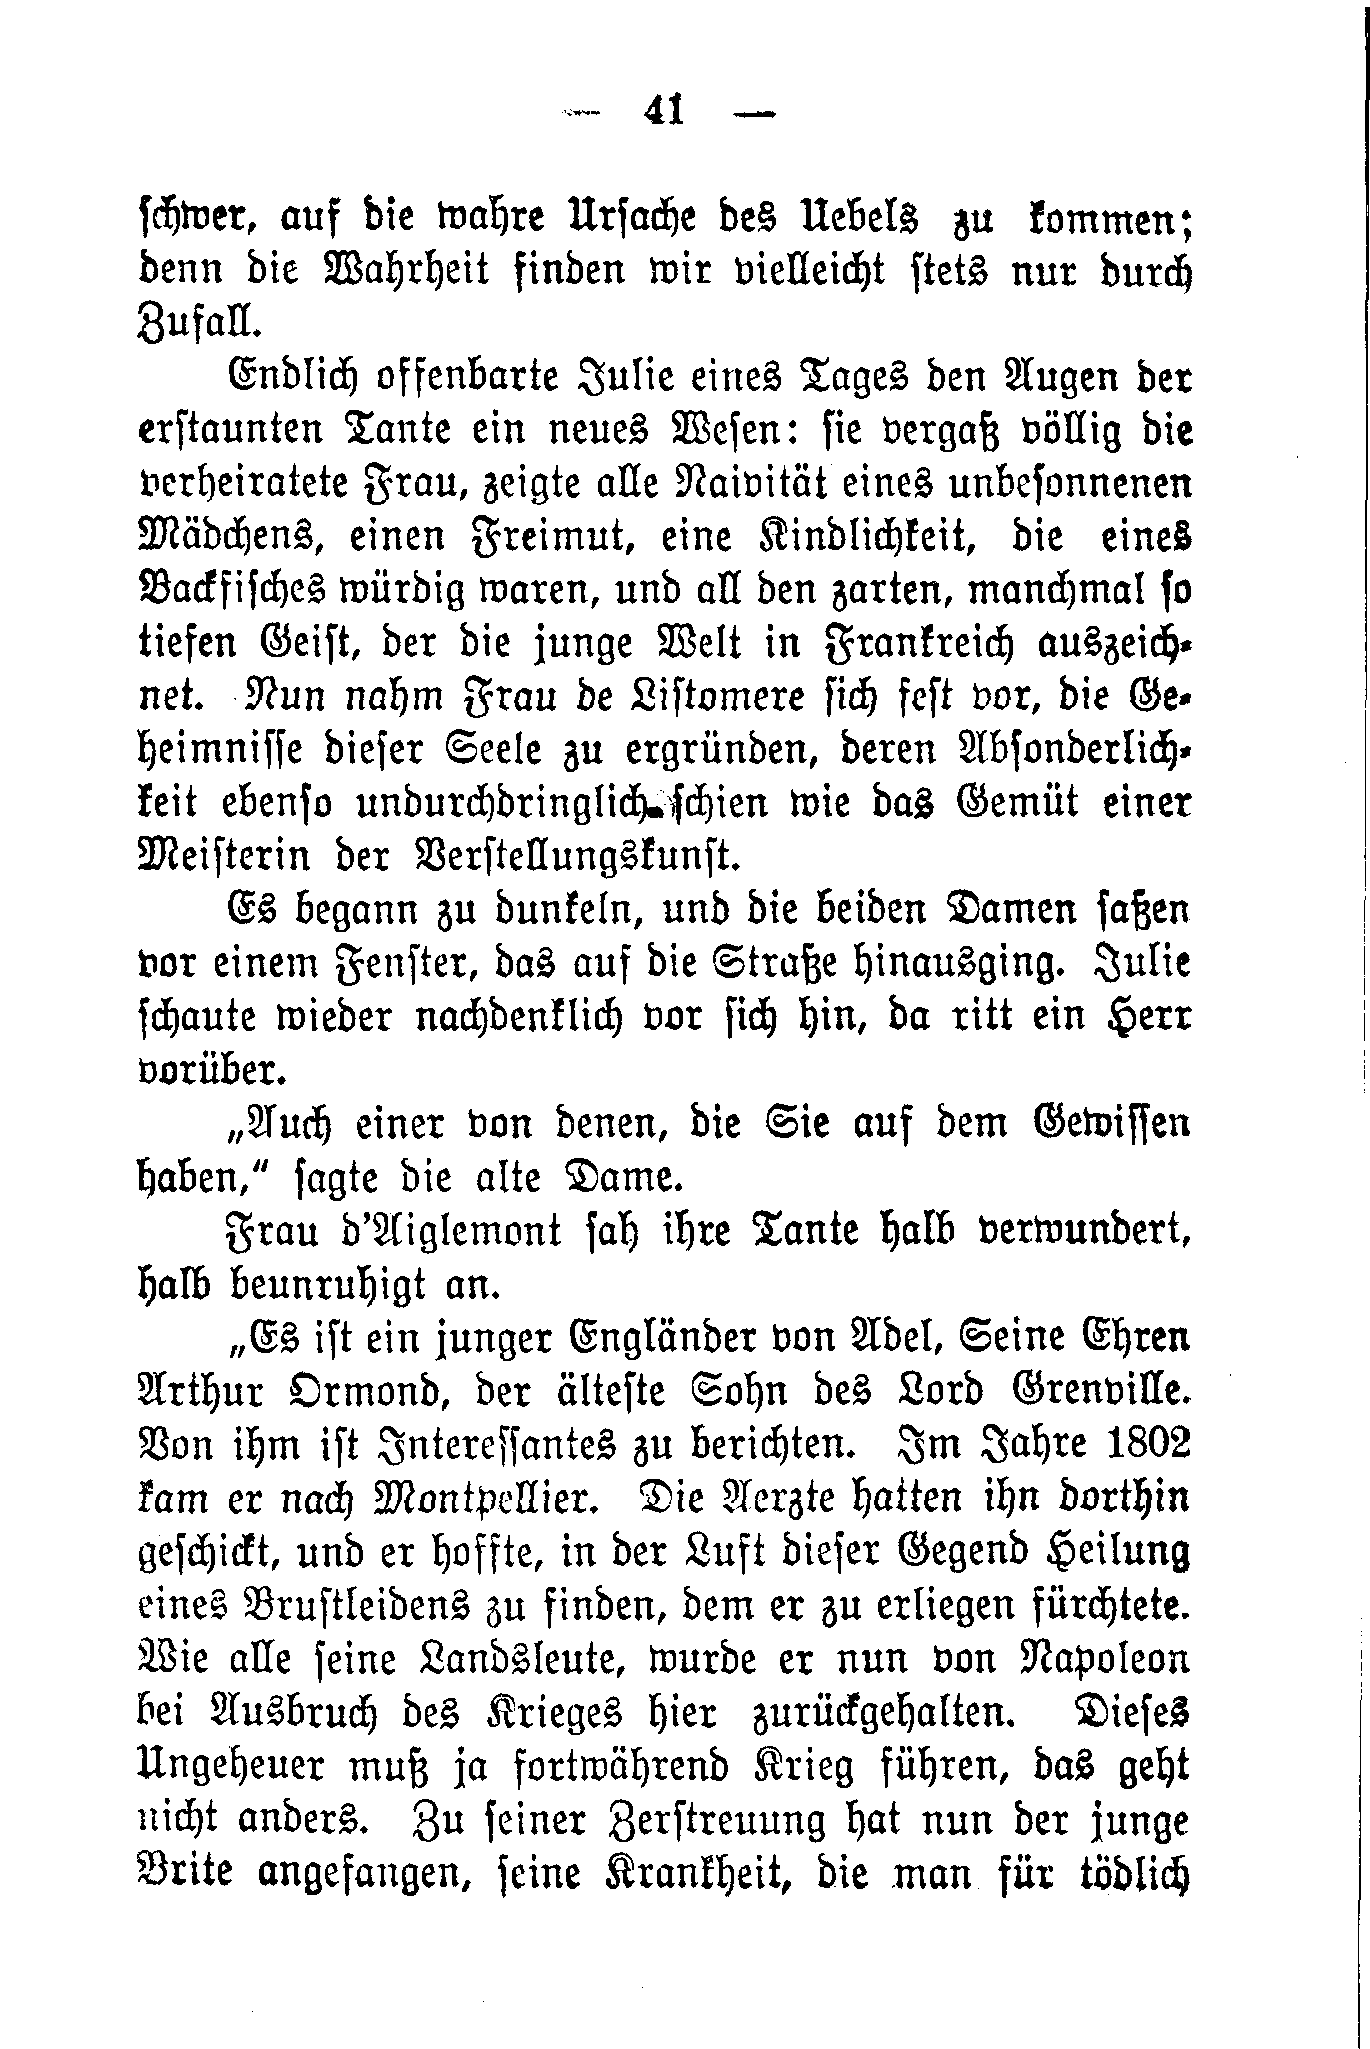 — 41 —
schwer, auf die wahre Ursache des Uebels zu kommen;
denn die Wahrheit finden wir vielleicht stets nur durch
Zufall.
Endlich offenbarte Julie eines Tages den Augen der
erstaunten Tante ein neues Wesen: sie vergaß völlig die
verheiratete Frau, zeigte alle Naivität eines unbesonnenen
Mädchens, einen Freimut, eine Kindlichkeit, die eines
Backfisches würdig waren, und all den zarten, manchmal so
tiefen Geist, der die junge Welt in Frankreich auszeich-
net. Nun nahm Frau de Listomere sich fest vor, die Ge-
heimnisse dieser Seele zu ergründen, deren Absonderlich-
keit ebenso undurchdringlich schien wie das Gemüt einer
Meisterin der Verstellungskunst.
Es begann zu dunkeln, und die beiden Damen saßen
vor einem Fenster, das auf die Straße hinausging. Julie
schaute wieder nachdenklich vor sich hin, da ritt ein Herr
vorüber.
„Auch einer von denen, die Sie auf dem Gewissen
haben,“ sagte die alte Dame.
Frau d'Aiglemont sah ihre Tante halb verwundert,
halb beunruhigt an.
„Es ist ein junger Engländer von Adel, Seine Ehren
Arthur Ormond, der älteste Sohn des Lord Grenville.
Von ihm ist Interessantes zu berichten. Im Jahre 1802
kam er nach Montpellier. Die Aerzte hatten ihn dorthin
geschickt, und er hoffte, in der Luft dieser Gegend Heilung
eines Brustleidens zu finden, dem er zu erliegen fürchtete.
Wie alle seine Landsleute, wurde er nun von Napoleon
bei Ausbruch des Krieges hier zurückgehalten. Dieses
Ungeheuer muß ja fortwährend Krieg führen, das geht
nicht anders. Zu seiner Zerstreuung hat nun der junge
Brite angefangen, seine Krankheit, die man für tödlich